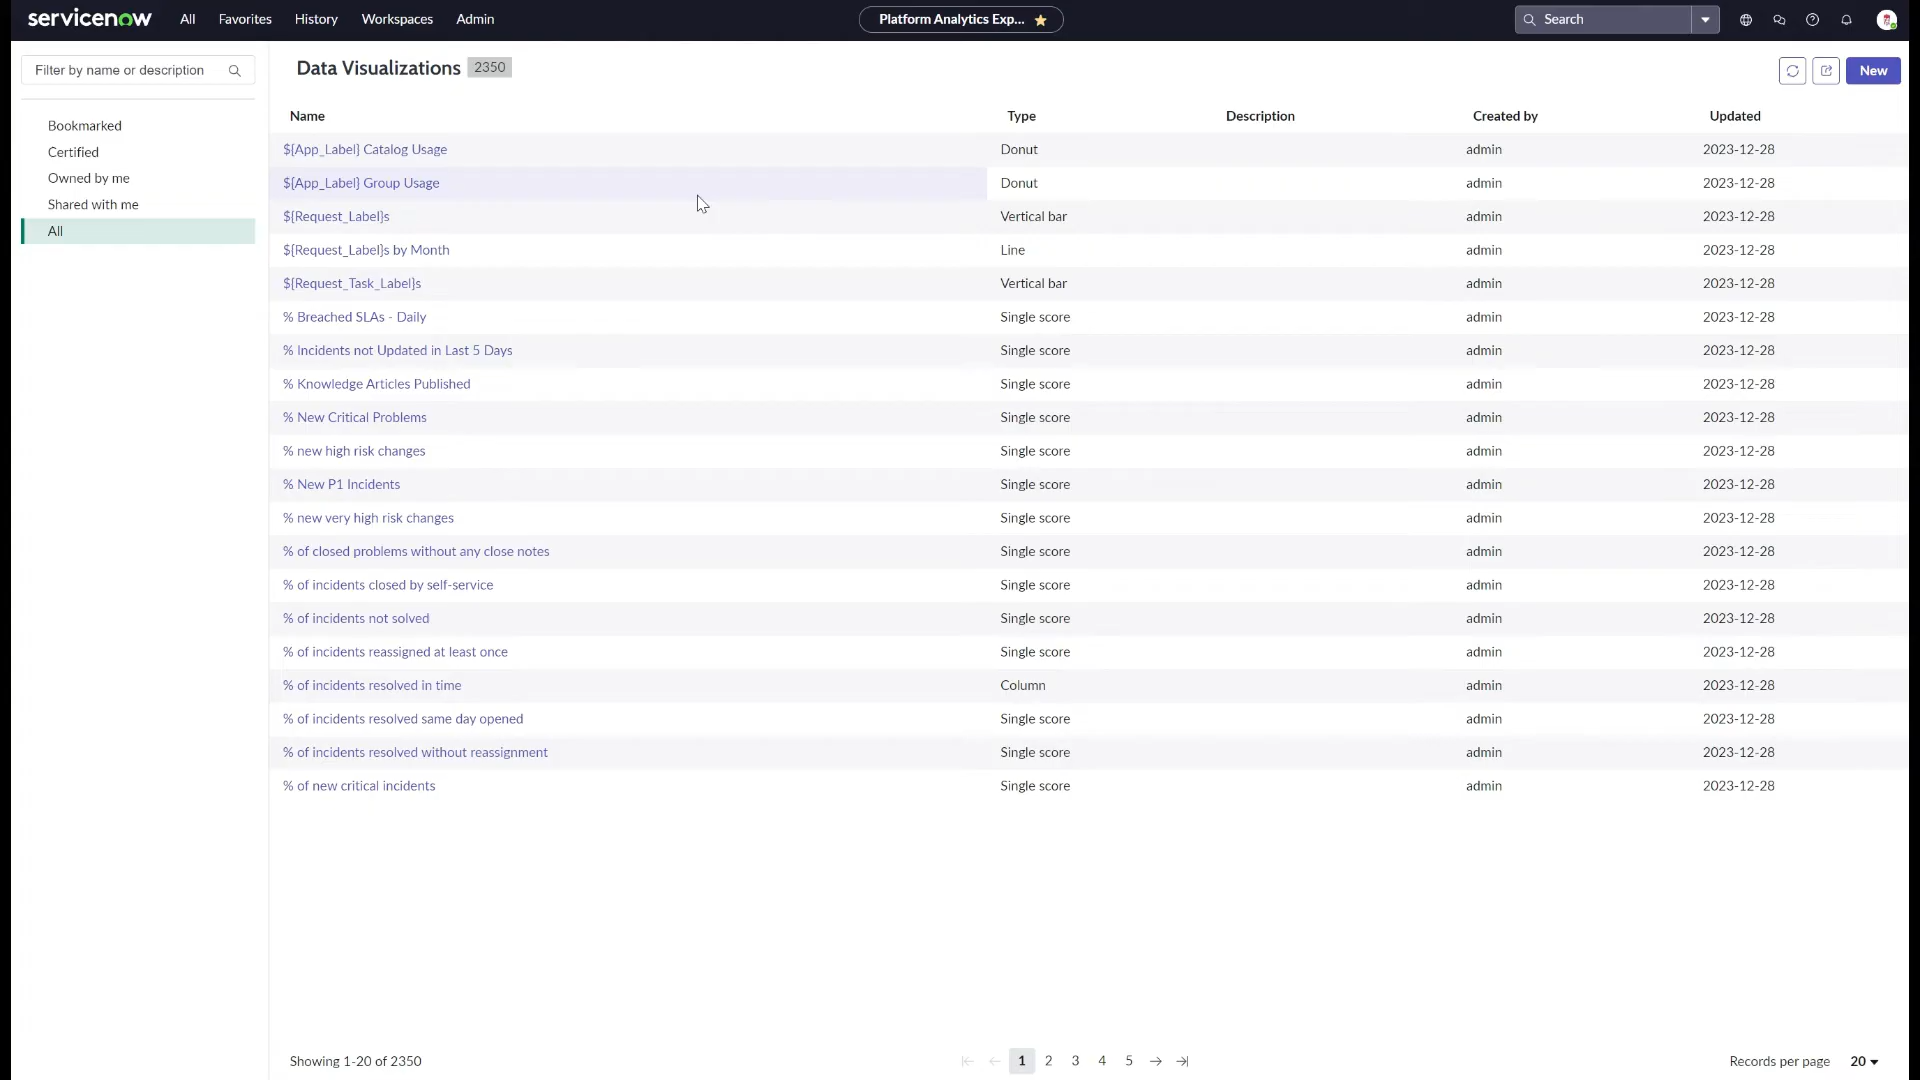 servicenow All Favorites History Workspaces Admin Platform Analytics Exp... Search
Filter by name or description
Bookmarked
Certified
Owned by me
Shared with me
All
Data Visualizations 2350 New
Name Type Description Created by Updated
${App_Label} Catalog Usage Donut admin 2023-12-28
${App_Label} Group Usage Donut admin 2023-12-28
${Request_Label}s Vertical bar admin 2023-12-28
${Request_Label}s by Month Line admin 2023-12-28
${Request_Task_Label}s Vertical bar admin 2023-12-28
% Breached SLAs - Daily Single score admin 2023-12-28
% Incidents not Updated in Last 5 Days Single score admin 2023-12-28
% Knowledge Articles Published Single score admin 2023-12-28
% New Critical Problems Single score admin 2023-12-28
% new high risk changes Single score admin 2023-12-28
% New P1 Incidents Single score admin 2023-12-28
% new very high risk changes Single score admin 2023-12-28
% of closed problems without any close notes Single score admin 2023-12-28
% of incidents closed by self-service Single score admin 2023-12-28
% of incidents not solved Single score admin 2023-12-28
% of incidents reassigned at least once Single score admin 2023-12-28
% of incidents resolved in time Column admin 2023-12-28
% of incidents resolved same day opened Single score admin 2023-12-28
% of incidents resolved without reassignment Single score admin 2023-12-28
% of new critical incidents Single score admin 2023-12-28
Showing 1-20 of 2350 1 2 3 4 5 Records per page 20